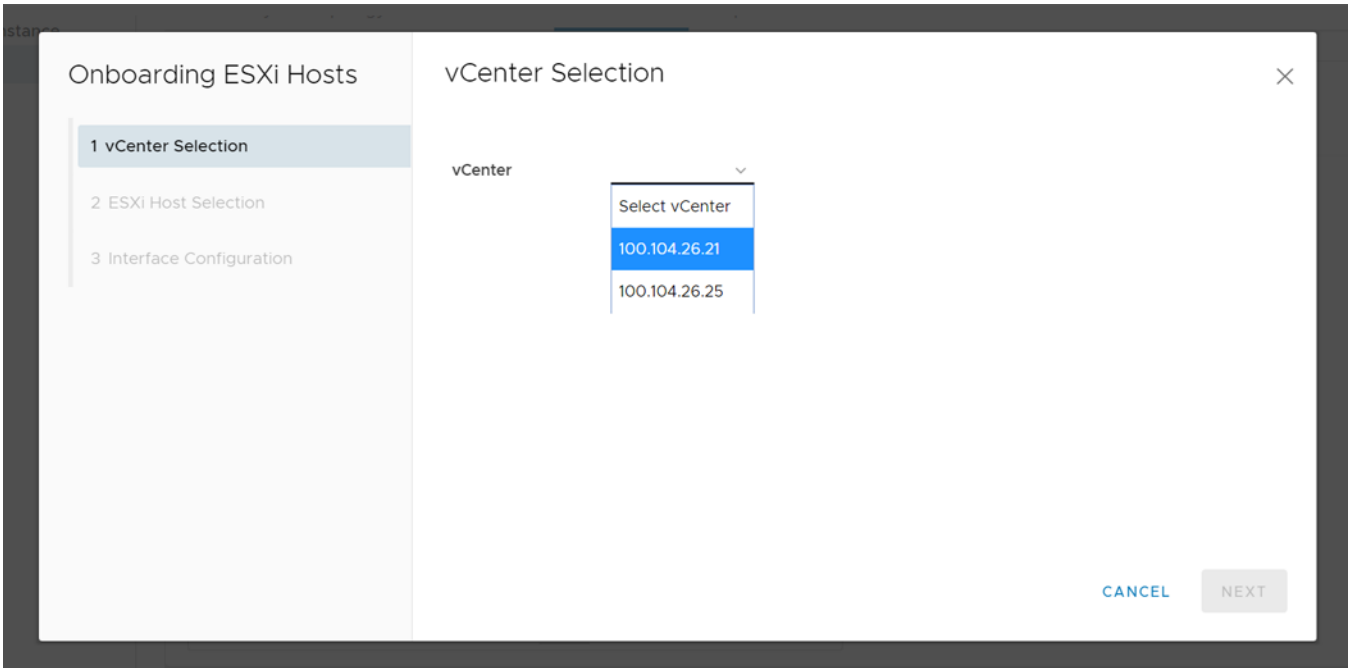 Onboarding ESXi Hosts
1 vCenter Selection
2 ESXi Host Selection
3 Interface Configuration
vCenter Selection
vCenter
Select vCenter
100.104.26.21
100.104.26.25
CANCEL
NEXT